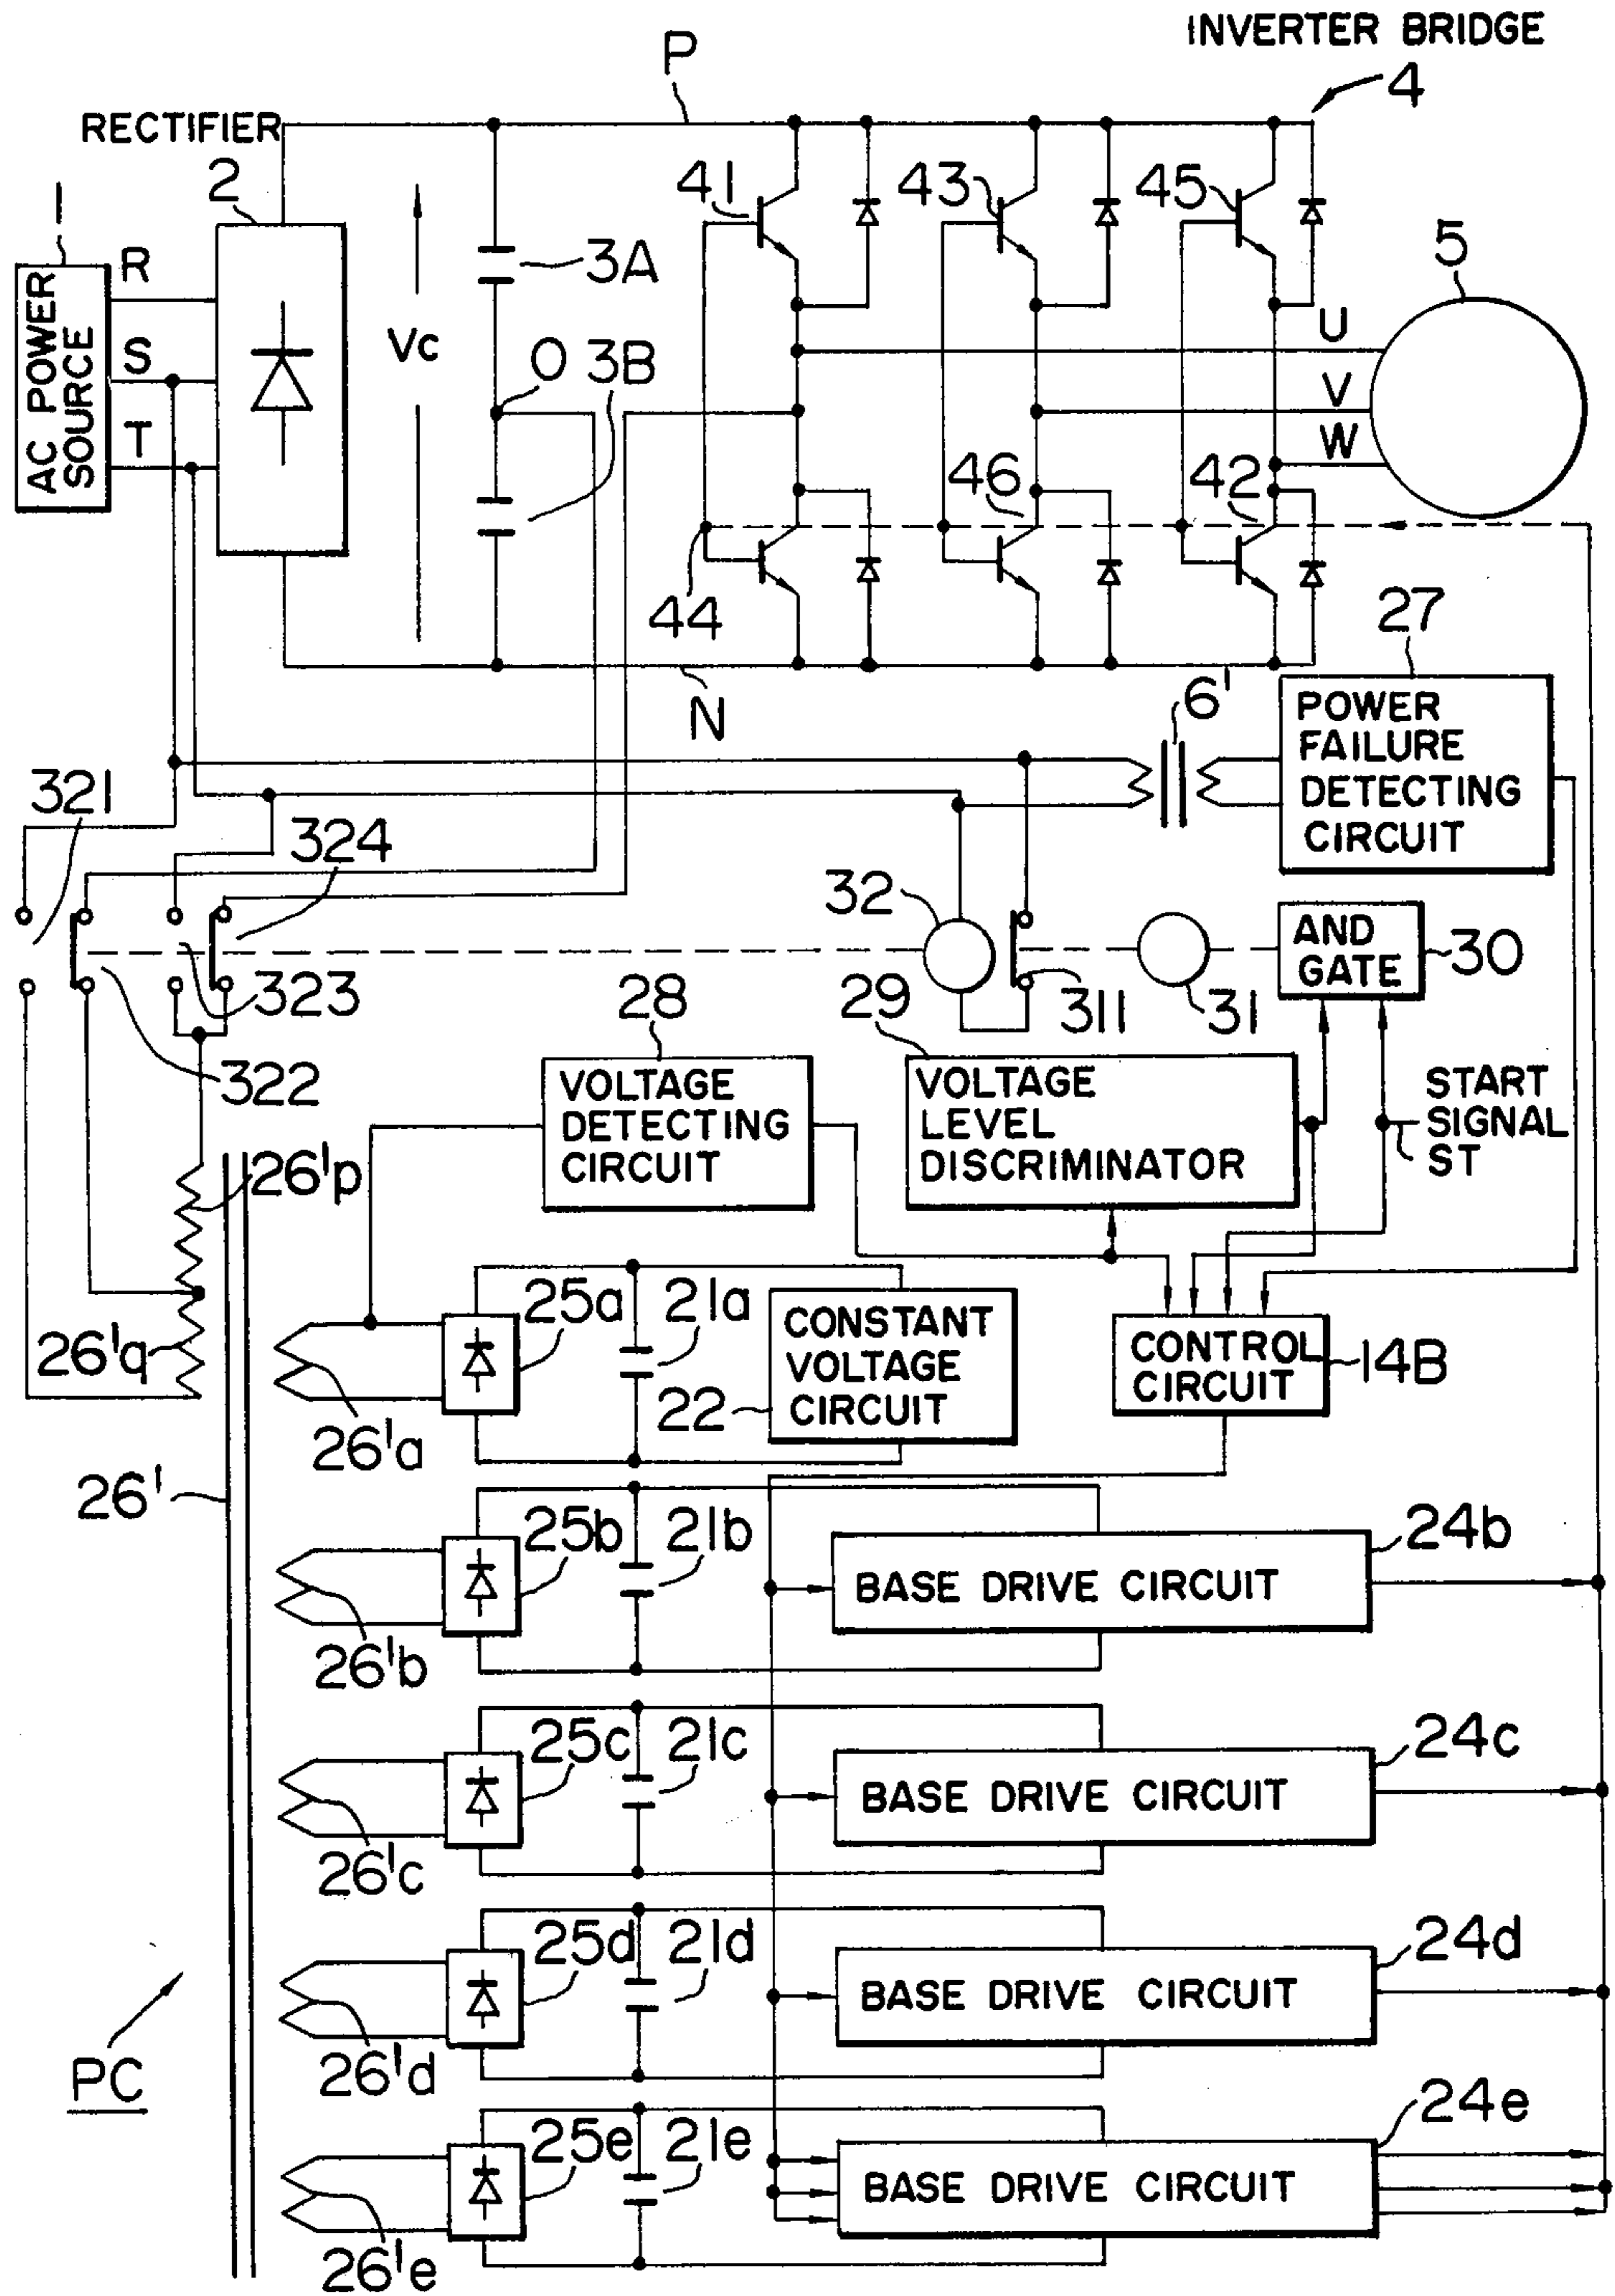 INVERTER BRIDGE
4
P
RECTIFIER
2
1
AC POWER
SOURCE
R
S
T
Vc
3A
O
3B
41
43
45
5
U
V
W
46
42
44
N
27
6'
POWER
FAILURE
DETECTING
CIRCUIT
321
324
32
AND
GATE
30
323
322
311
31
28
29
VOLTAGE
DETECTING
CIRCUIT
VOLTAGE
LEVEL
DISCRIMINATOR
START
SIGNAL
ST
26'p
26'q
25a
21a
CONSTANT
VOLTAGE
CIRCUIT
22
CONTROL
CIRCUIT
14B
26'a
26'
25b
21b
24b
BASE DRIVE CIRCUIT
26'b
25c
21c
24c
BASE DRIVE CIRCUIT
26'c
25d
21d
24d
BASE DRIVE CIRCUIT
26'd
PC
25e
21e
24e
BASE DRIVE CIRCUIT
26'e